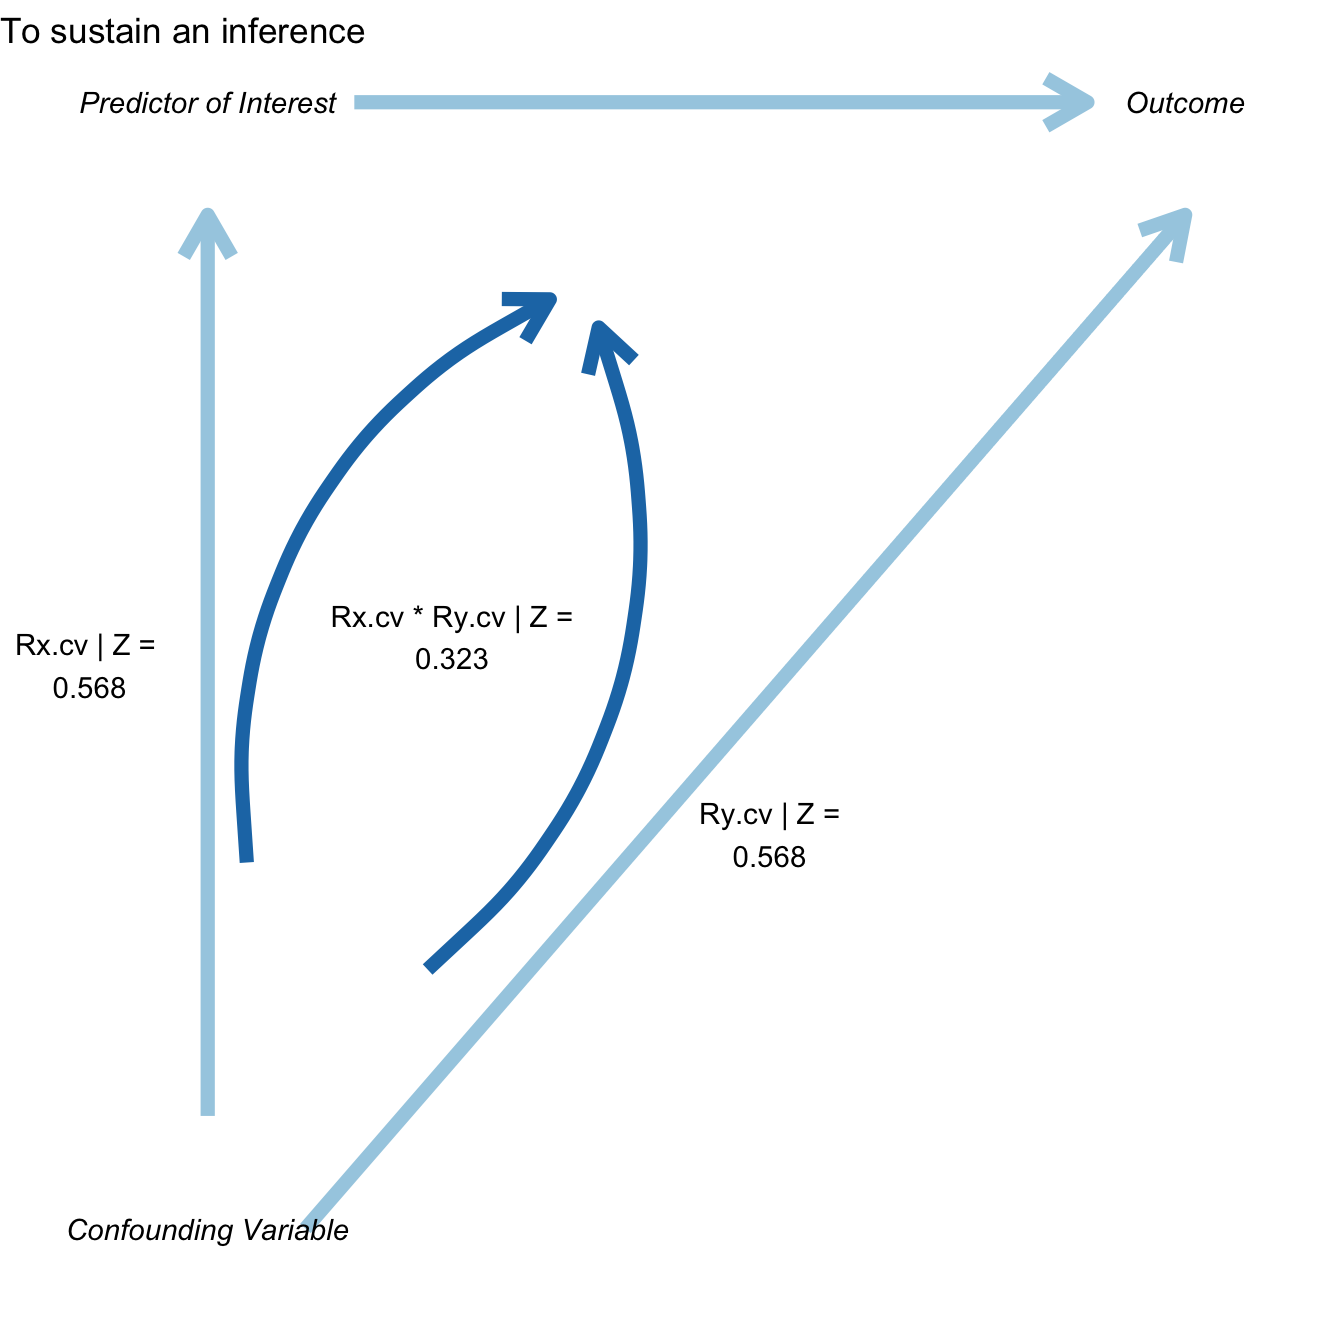 To sustain an inference
Predictor of Interest
Outcome
Rx.cv * Ry.cv | Z =
0.323
Rx.cv | Z =
0.568
Ry.cv | Z =
0.568
Confounding Variable